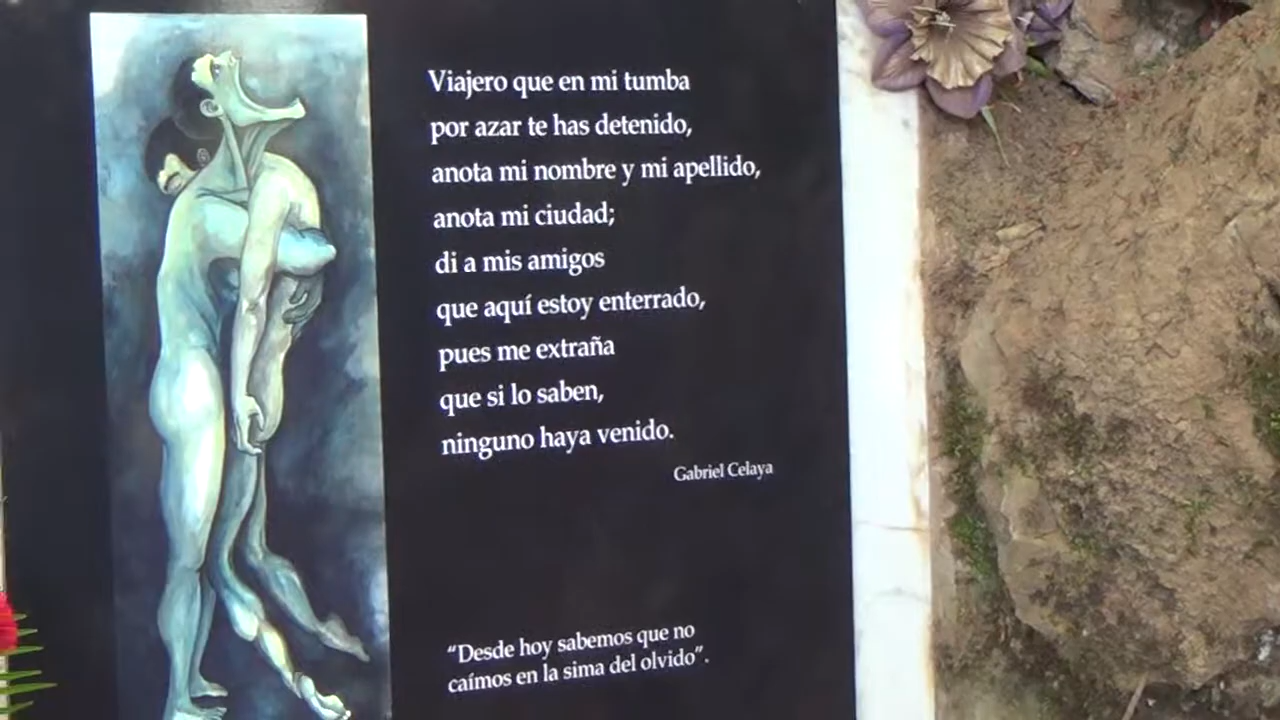 Viajero que en mi tumba
por azar te has detenido,
anota mi nombre y mi apellido,
anota mi ciudad;
di a mis amigos
que aquí estoy enterrado,
pues me extraña
que si lo saben,
ninguno haya venido.
Gabriel Celaya
“Desde hoy sabemos que no
caímos en la sima del olvido”.